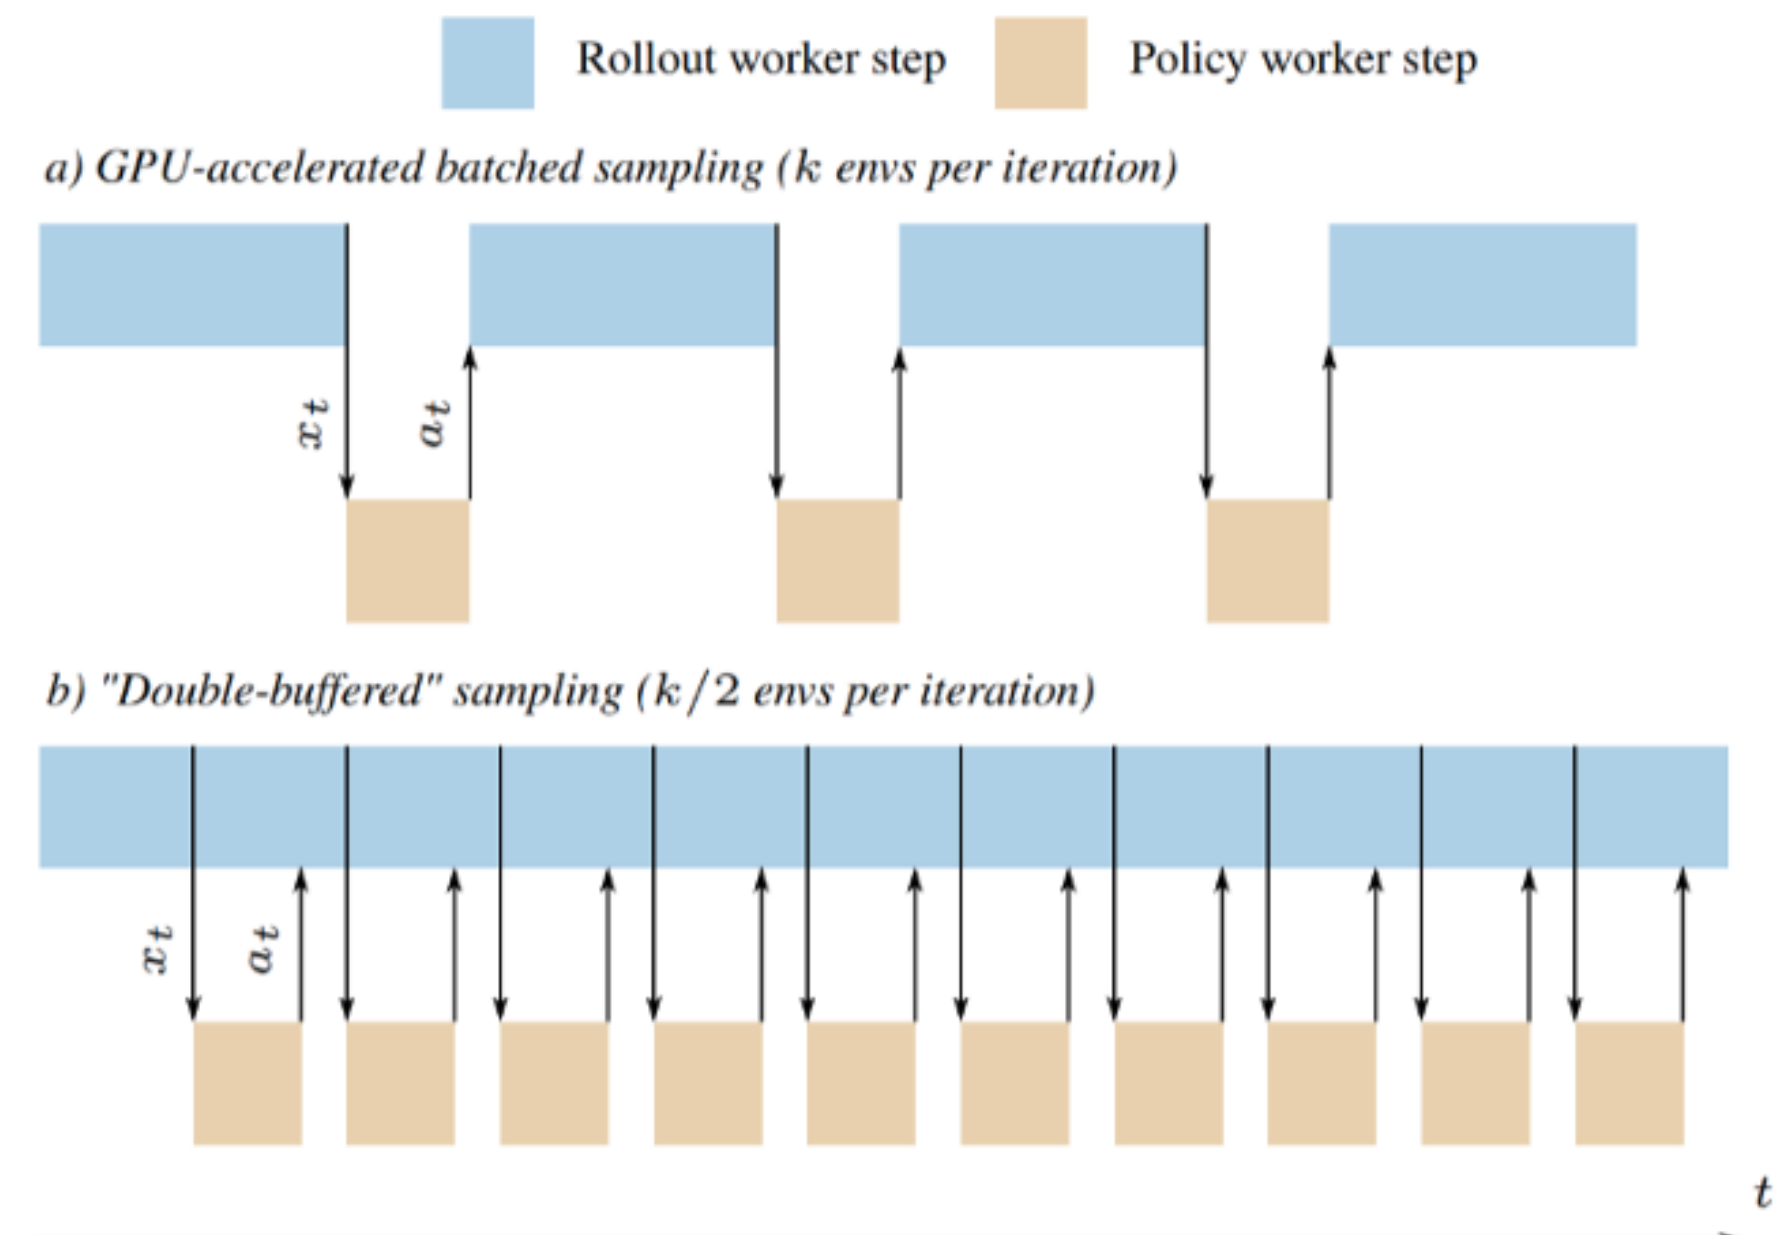 Rollout worker step Policy worker step
a) GPU-accelerated batched sampling (k envs per iteration)
x_t a_t
b) "Double-buffered" sampling (k/2 envs per iteration)
x_t a_t
t